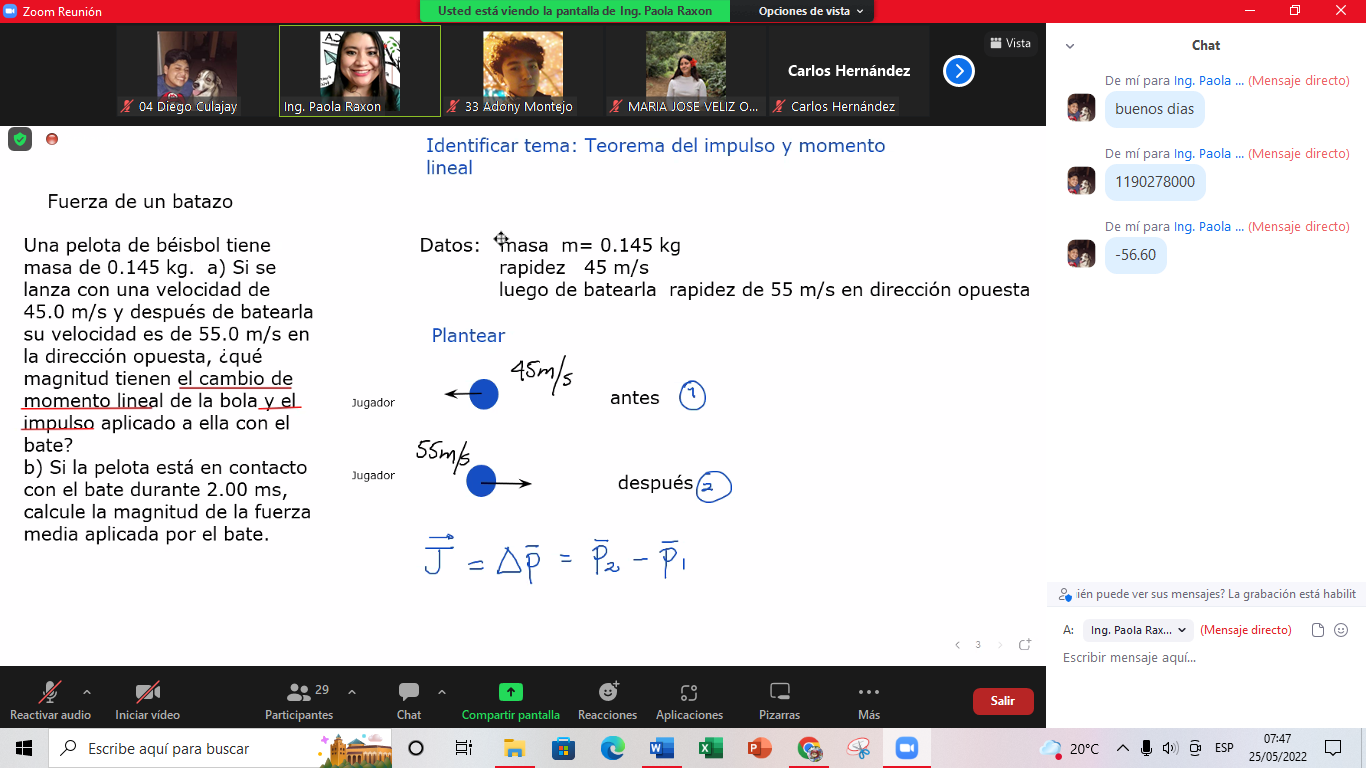 Zoom Reunión
Usted está viendo la pantalla de Ing. Paola Raxon
Opciones de vista
04 Diego Culajay
Ing. Paola Raxon
33 Adony Montejo
MARIA JOSE VELIZ O...
Carlos Hernández
Carlos Hernández
Vista
Identificar tema: Teorema del impulso y momento
lineal
Fuerza de un batazo
Una pelota de béisbol tiene
masa de 0.145 kg. a) Si se
lanza con una velocidad de
45.0 m/s y después de batearla
su velocidad es de 55.0 m/s en
la dirección opuesta, ¿qué
magnitud tienen el cambio de
momento lineal de la bola y el
impulso aplicado a ella con el
bate?
b) Si la pelota está en contacto
con el bate durante 2.00 ms,
calcule la magnitud de la fuerza
media aplicada por el bate.
Datos: masa m= 0.145 kg
rapidez 45 m/s
luego de batearla rapidez de 55 m/s en dirección opuesta
Plantear
45m/s
Jugador
antes
1
55m/s
Jugador
después
2
J = Δp = p₂ − p₁
3
Chat
De mí para Ing. Paola ... (Mensaje directo)
buenos dias
De mí para Ing. Paola ... (Mensaje directo)
1190278000
De mí para Ing. Paola ... (Mensaje directo)
-56.60
ién puede ver sus mensajes? La grabación está habilit
A: Ing. Paola Rax... (Mensaje directo)
Escribir mensaje aquí...
Reactivar audio
Iniciar vídeo
Participantes
29
Chat
Compartir pantalla
Reacciones
Aplicaciones
Pizarras
Más
Salir
Escribe aquí para buscar
20°C
ESP
07:47
25/05/2022